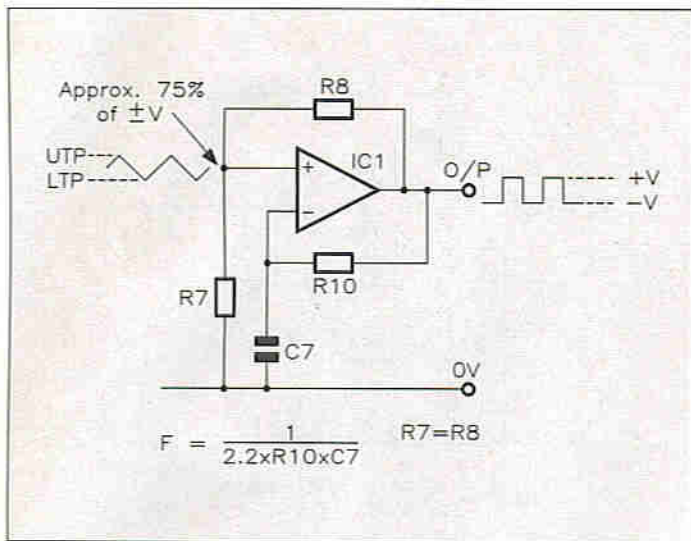 Approx. 75%
of ±V
R8
UTP
LTP
+
IC1
O/P
+V
−V
−
R10
R7
C7
0V
F = 1 / 2.2xR10xC7
R7=R8